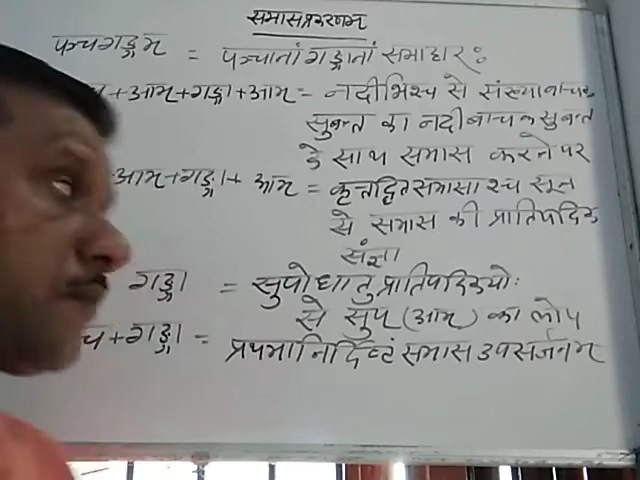 समासप्रकरणम
पञ्चगङ्गम = पञ्चानां गङ्गानां समाहारः
+आम+गङ्गा+आम = नदीभिश्च से संख्यावाचक
सुबन्त का नदीवाचक सुबन्त
के साथ समास करने पर
आम+गङ्गा+ आम = कृत्तद्धितसमासाश्च सूत्र
से समास की प्रातिपदिक
संज्ञा
गङ्गा = सुपोधातुप्रातिपदिकयोः
से सुप् (आम) का लोप
च+गङ्गा = प्रथमानिर्दिष्टं समास उपसर्जनम